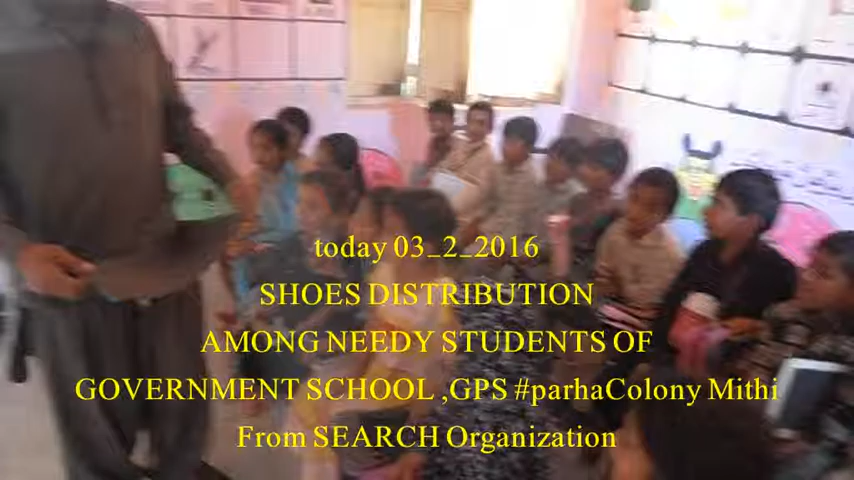 today 03_2_2016
SHOES DISTRIBUTION
AMONG NEEDY STUDENTS OF
GOVERNMENT SCHOOL ,GPS #parhaColony Mithi
From SEARCH Organization